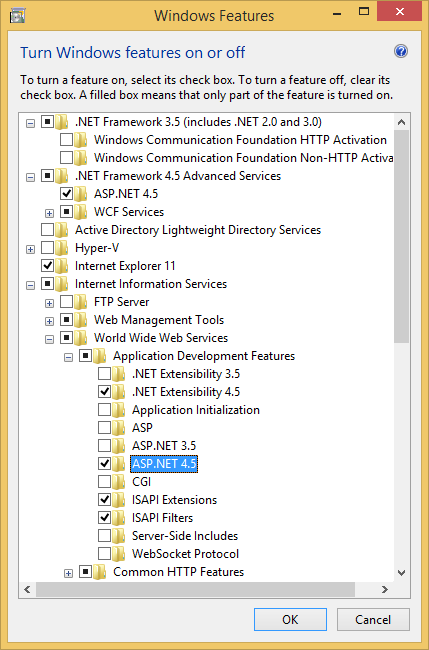 Windows Features
Turn Windows features on or off
To turn a feature on, select its check box. To turn a feature off, clear its
check box. A filled box means that only part of the feature is turned on.
.NET Framework 3.5 (includes .NET 2.0 and 3.0)
Windows Communication Foundation HTTP Activation
Windows Communication Foundation Non-HTTP Activa
.NET Framework 4.5 Advanced Services
ASP.NET 4.5
WCF Services
Active Directory Lightweight Directory Services
Hyper-V
Internet Explorer 11
Internet Information Services
FTP Server
Web Management Tools
World Wide Web Services
Application Development Features
.NET Extensibility 3.5
.NET Extensibility 4.5
Application Initialization
ASP
ASP.NET 3.5
ASP.NET 4.5
CGI
ISAPI Extensions
ISAPI Filters
Server-Side Includes
WebSocket Protocol
Common HTTP Features
OK Cancel